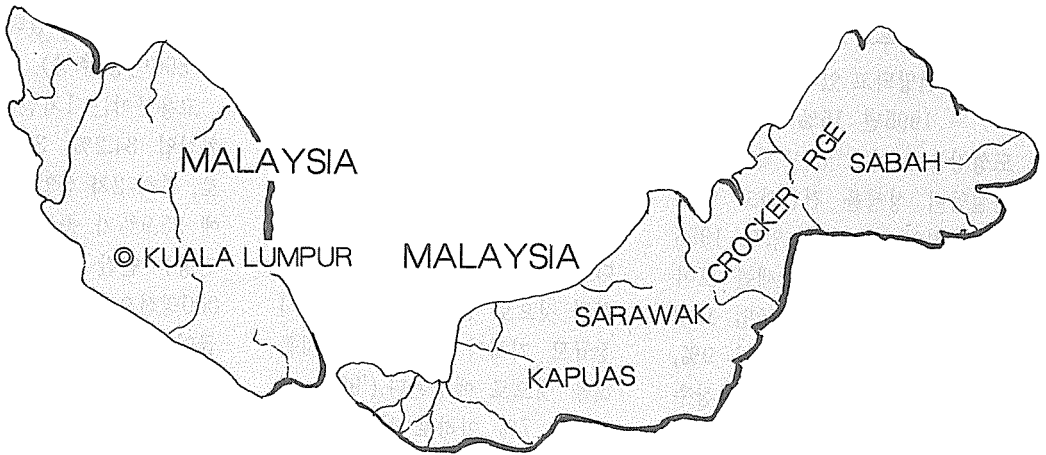 MALAYSIA
KUALA LUMPUR
MALAYSIA
CROCKER RGE
SABAH
SARAWAK
KAPUAS